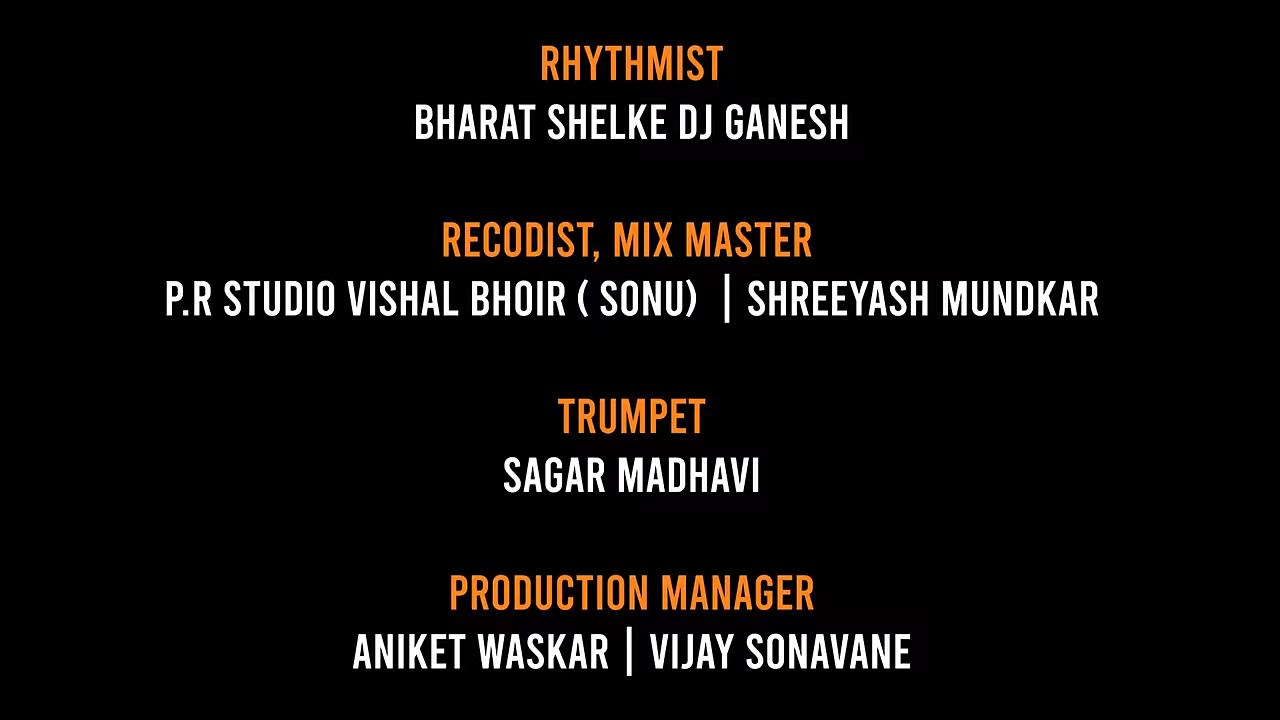 RHYTHMIST
BHARAT SHELKE DJ GANESH
RECODIST, MIX MASTER
P.R STUDIO VISHAL BHOIR ( SONU) | SHREEYASH MUNDKAR
TRUMPET
SAGAR MADHAVI
PRODUCTION MANAGER
ANIKET WASKAR | VIJAY SONAVANE